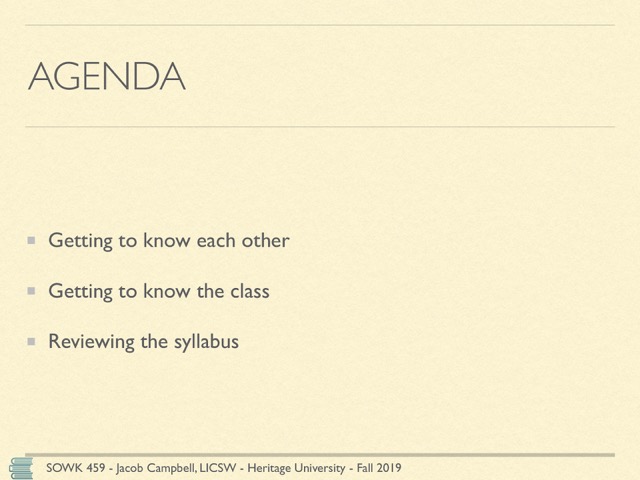 AGENDA
Getting to know each other
Getting to know the class
Reviewing the syllabus
SOWK 459 - Jacob Campbell, LICSW - Heritage University - Fall 2019